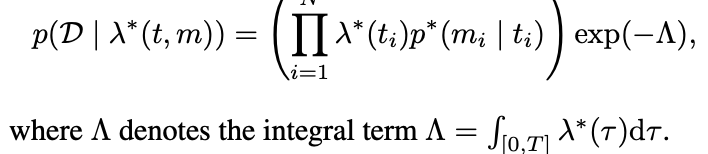 p(D | λ*(t, m)) = (∏_{i=1}^{N} λ*(t_i)p*(m_i | t_i)) exp(−Λ),
where Λ denotes the integral term Λ = ∫_{[0,T]} λ*(τ)dτ.